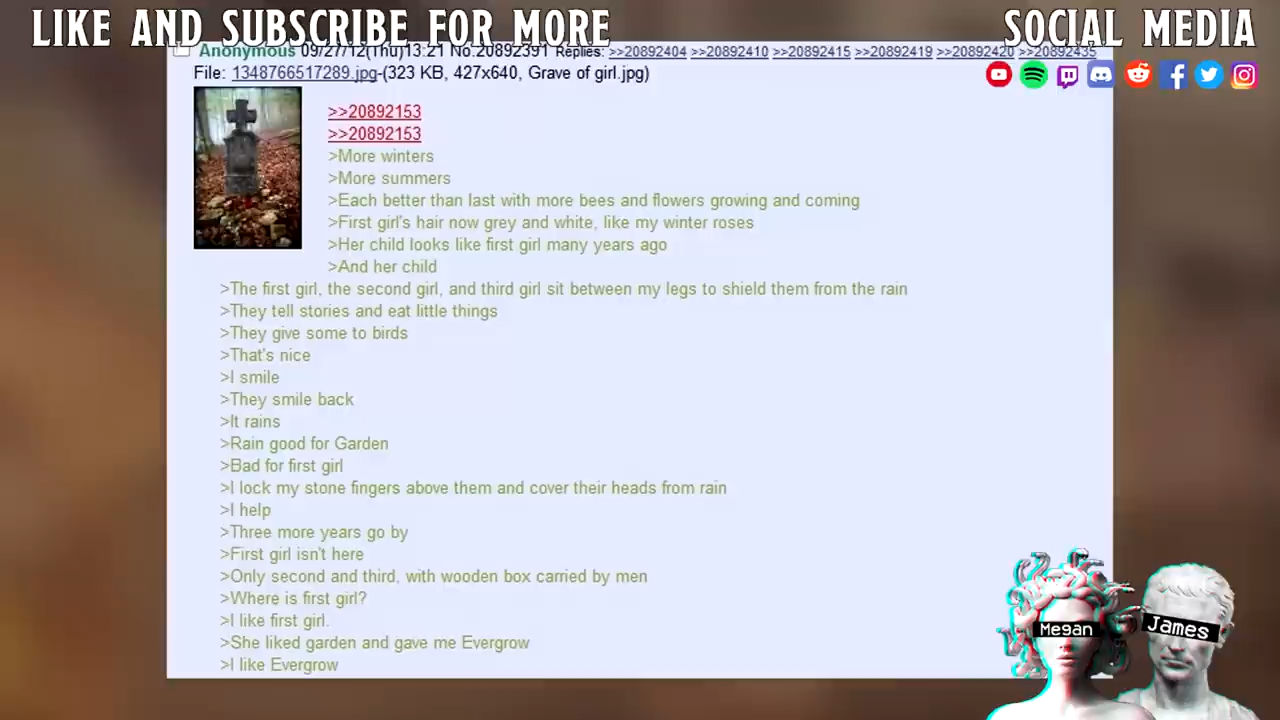 LIKE AND SUBSCRIBE FOR MORE
SOCIAL MEDIA
Anonymous 09/27/12(Thu)13:21 No.20892391 Replies: >>20892404 >>20892410 >>20892415 >>20892419 >>20892420 >>20892435
File: 1348766517289.jpg-(323 KB, 427x640, Grave of girl.jpg)
>>20892153
>>20892153
>More winters
>More summers
>Each better than last with more bees and flowers growing and coming
>First girl's hair now grey and white, like my winter roses
>Her child looks like first girl many years ago
>And her child
>The first girl, the second girl, and third girl sit between my legs to shield them from the rain
>They tell stories and eat little things
>They give some to birds
>That's nice
>I smile
>They smile back
>It rains
>Rain good for Garden
>Bad for first girl
>I lock my stone fingers above them and cover their heads from rain
>I help
>Three more years go by
>First girl isn't here
>Only second and third, with wooden box carried by men
>Where is first girl?
>I like first girl.
>She liked garden and gave me Evergrow
>I like Evergrow
Megan
James